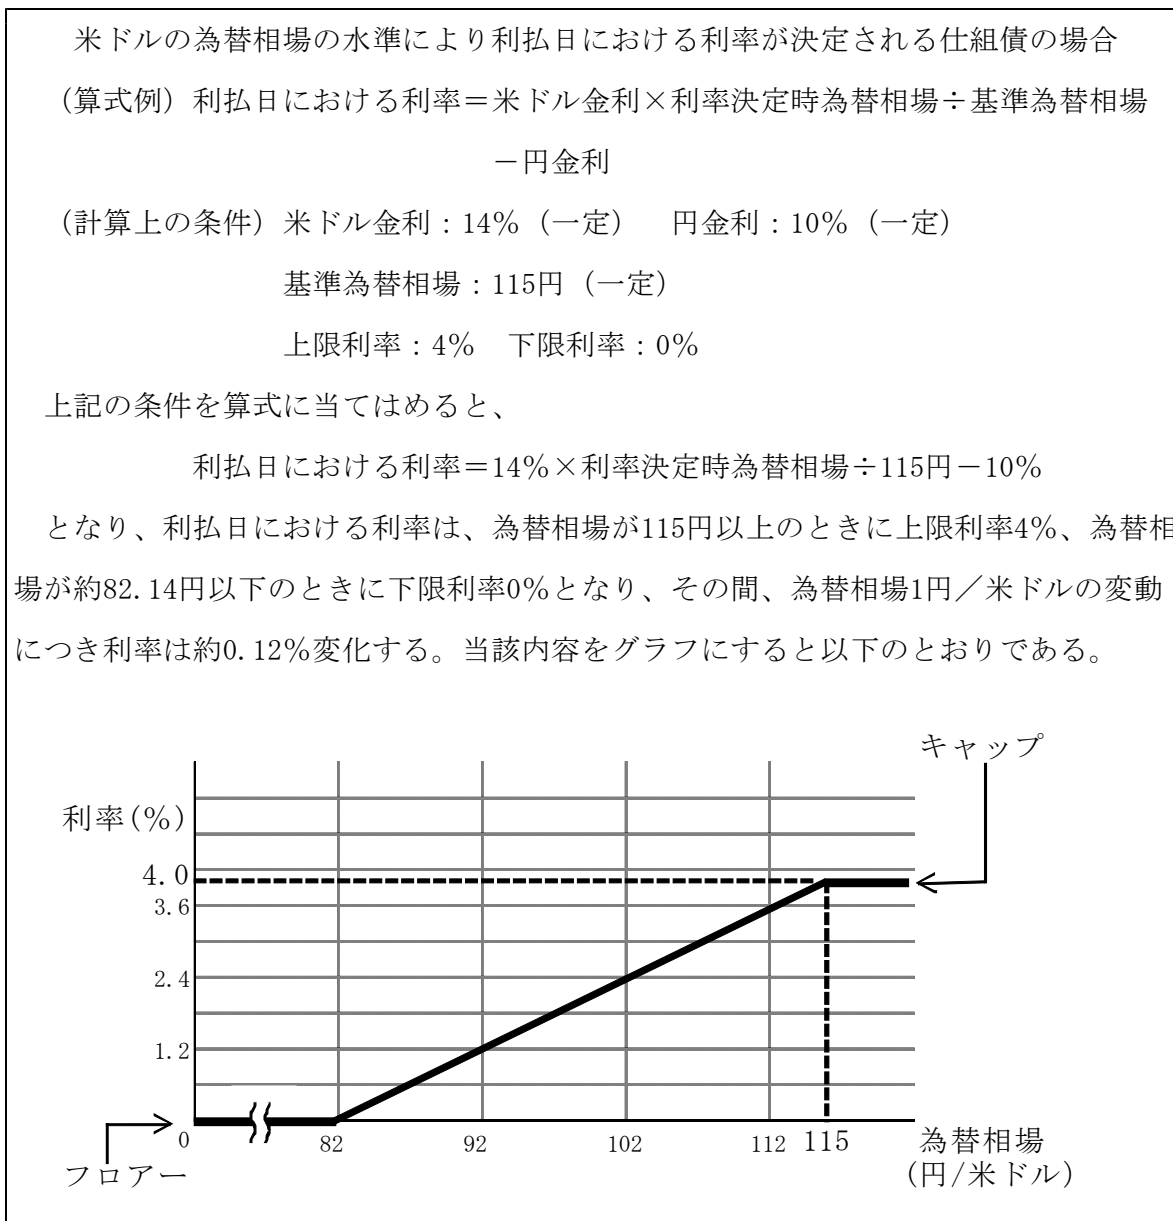 米ドルの為替相場の水準により利払日における利率が決定される仕組債の場合
（算式例）利払日における利率＝米ドル金利×利率決定時為替相場÷基準為替相場
－円金利
（計算上の条件）米ドル金利：14％（一定）　円金利：10％（一定）
基準為替相場：115円（一定）
上限利率：4％　下限利率：0％
上記の条件を算式に当てはめると、
利払日における利率＝14％×利率決定時為替相場÷115円－10％
となり、利払日における利率は、為替相場が115円以上のときに上限利率4％、為替相
場が約82.14円以下のときに下限利率0％となり、その間、為替相場1円／米ドルの変動
につき利率は約0.12％変化する。当該内容をグラフにすると以下のとおりである。
キャップ
利率(％)
4.0
3.6
2.4
1.2
0
82
92
102
112
115
為替相場
(円/米ドル)
フロアー